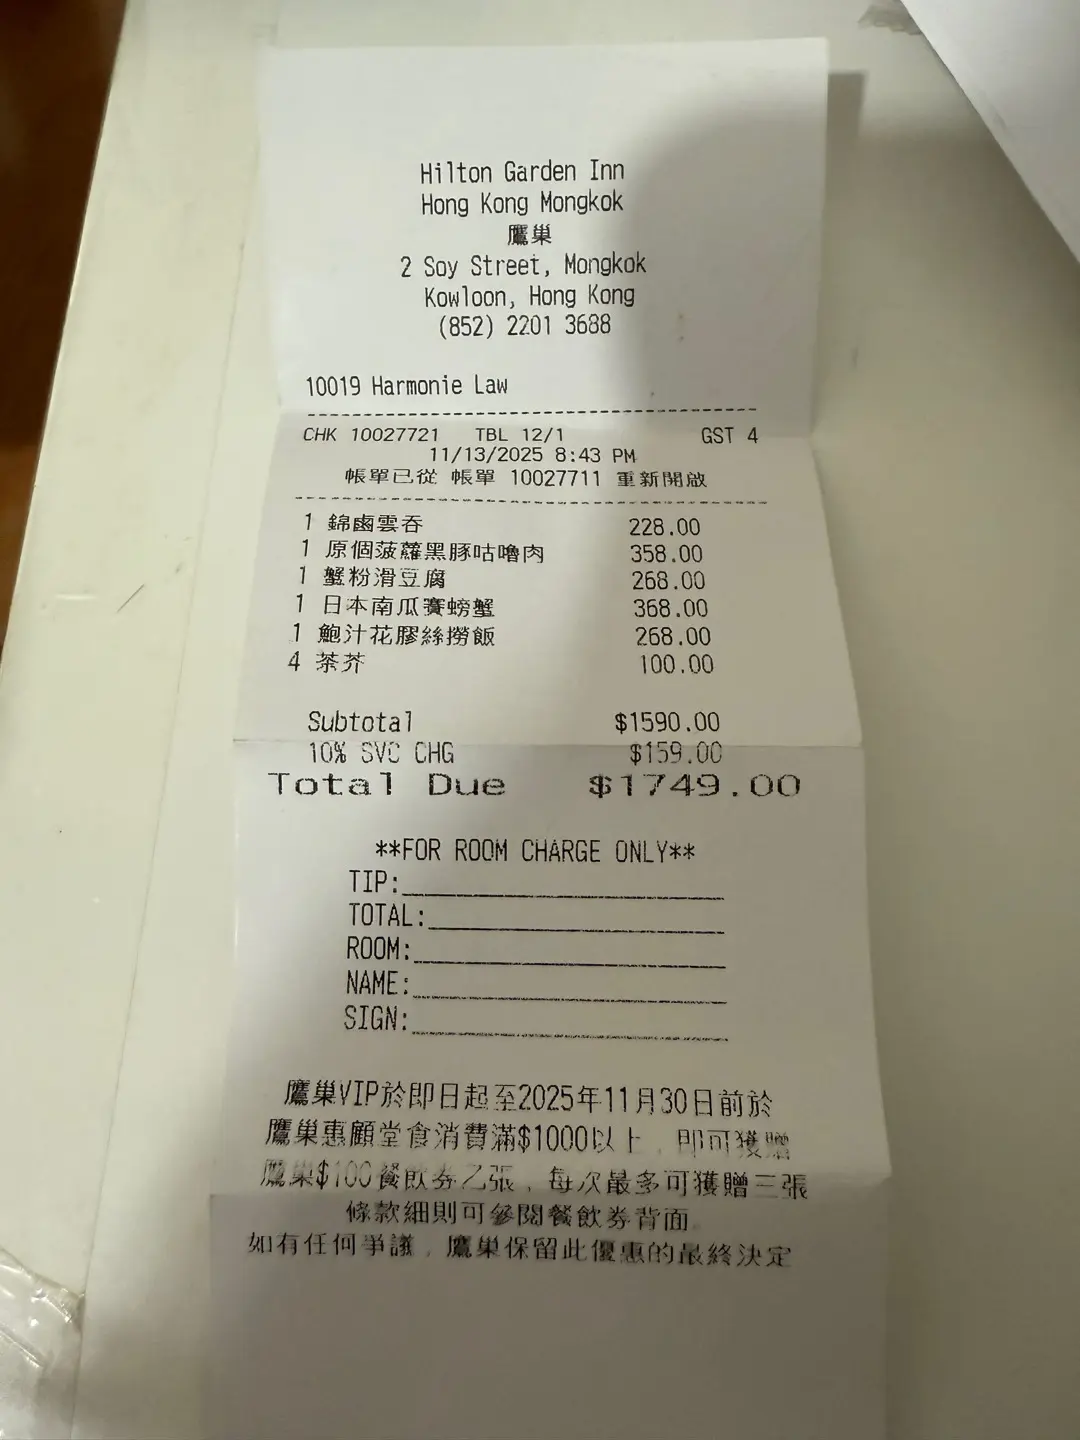 Hilton Garden Inn
Hong Kong Mongkok
鷹巢
2 Soy Street, Mongkok
Kowloon, Hong Kong
(852) 2201 3688
10019 Harmonie Law
CHK 10027721 TBL 12/1 GST 4
11/13/2025 8:43 PM
帳單已從 帳單 10027711 重新開啟
1 錦鹵雲吞 228.00
1 原個菠蘿黑豚咕嚕肉 358.00
1 蟹粉滑豆腐 268.00
1 日本南瓜賽螃蟹 368.00
1 鮑汁花膠絲撈飯 268.00
4 茶芥 100.00
Subtotal $1590.00
10% SVC CHG $159.00
Total Due $1749.00
**FOR ROOM CHARGE ONLY**
TIP:
TOTAL:
ROOM:
NAME:
SIGN:
鷹巢VIP於即日起至2025年11月30日前於
鷹巢惠顧堂食消費滿$1000以上，即可獲贈
鷹巢$100餐飲券乙張，每次最多可獲贈三張
條款細則可參閱餐飲券背面
如有任何爭議，鷹巢保留此優惠的最終決定